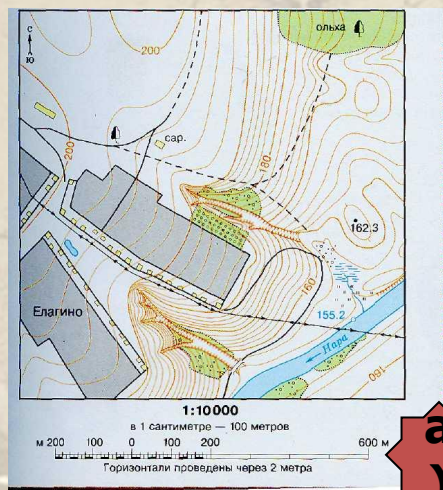 с
ю
200
ольха
сар.
200
180
162,3
160
155.2
Нара
Елагино
160
1:10000
в 1 сантиметре — 100 метров
м 200 100 0 100 200 600 м
Горизонтали проведены через 2 метра
а